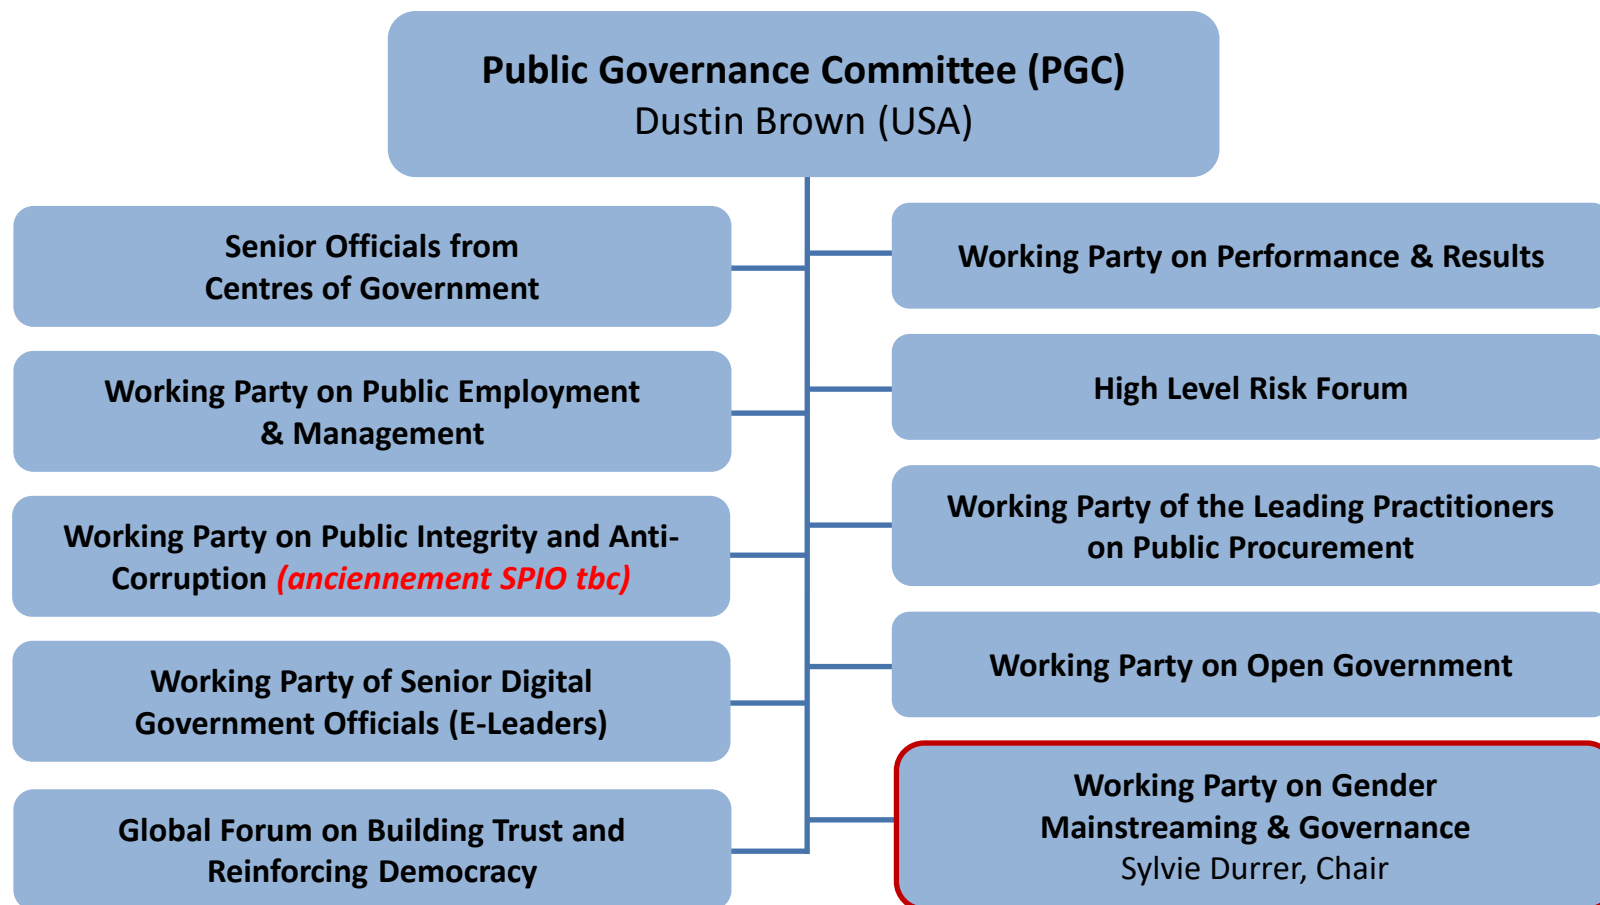 Public Governance Committee (PGC)
Dustin Brown (USA)
Senior Officials from
Centres of Government
Working Party on Performance & Results
Working Party on Public Employment
& Management
High Level Risk Forum
Working Party on Public Integrity and Anti-
Corruption (anciennement SPIO tbc)
Working Party of the Leading Practitioners
on Public Procurement
Working Party of Senior Digital
Government Officials (E-Leaders)
Working Party on Open Government
Global Forum on Building Trust and
Reinforcing Democracy
Working Party on Gender
Mainstreaming & Governance
Sylvie Durrer, Chair